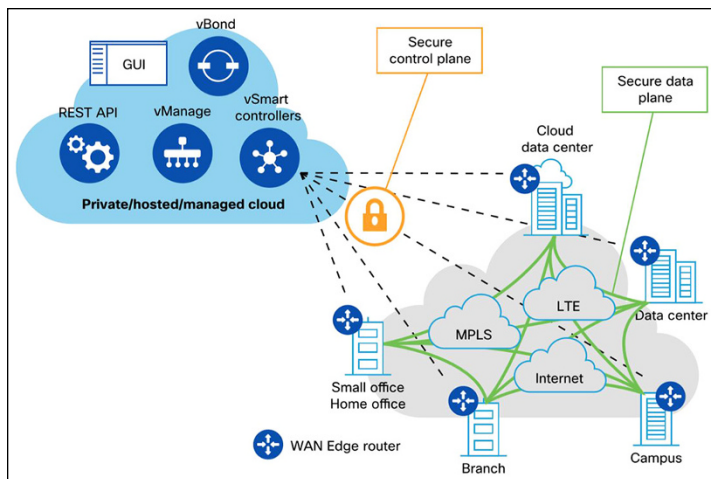 vBond
GUI
REST API
vManage
vSmart
controllers
Private/hosted/managed cloud
Secure
control plane
Secure data
plane
Cloud
data center
LTE
MPLS
Data center
Internet
Small office
Home office
WAN Edge router
Branch
Campus